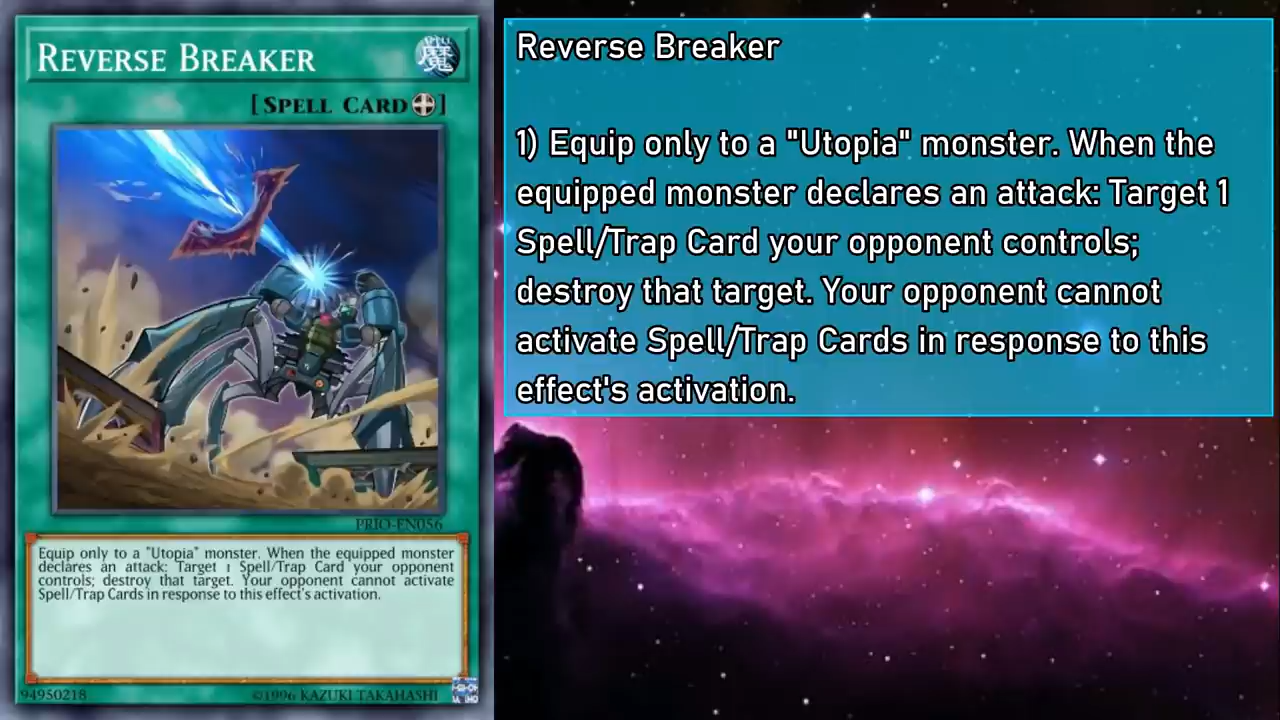 REVERSE BREAKER
魔
[SPELL CARD]
PRIO-EN056
Equip only to a "Utopia" monster. When the equipped monster
declares an attack: Target 1 Spell/Trap Card your opponent
controls; destroy that target. Your opponent cannot activate
Spell/Trap Cards in response to this effect's activation.
94950218
©1996 KAZUKI TAKAHASHI
Reverse Breaker
1) Equip only to a "Utopia" monster. When the
equipped monster declares an attack: Target 1
Spell/Trap Card your opponent controls;
destroy that target. Your opponent cannot
activate Spell/Trap Cards in response to this
effect's activation.